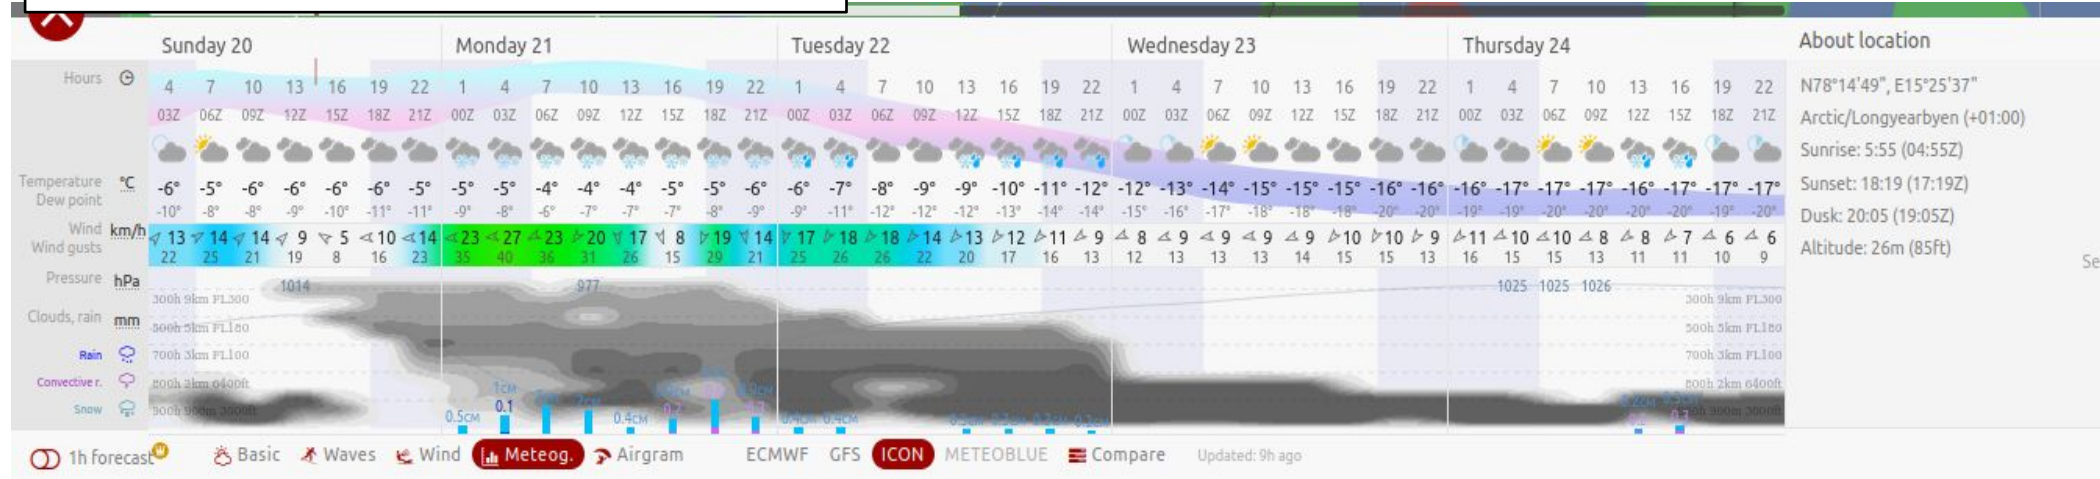 Sunday 20 Monday 21 Tuesday 22 Wednesday 23 Thursday 24 About location
Hours 4 7 10 13 16 19 22 1 4 7 10 13 16 19 22 1 4 7 10 13 16 19 22 1 4 7 10 13 16 19 22 1 4 7 10 13 16 19 22 N78°14'49", E15°25'37"
03Z 06Z 09Z 12Z 15Z 18Z 21Z 00Z 03Z 06Z 09Z 12Z 15Z 18Z 21Z 00Z 03Z 06Z 09Z 12Z 15Z 18Z 21Z 00Z 03Z 06Z 09Z 12Z 15Z 18Z 21Z 00Z 03Z 06Z 09Z 12Z 15Z 18Z 21Z Arctic/Longyearbyen (+01:00)
Sunrise: 5:55 (04:55Z)
Temperature °C -6° -5° -6° -6° -6° -6° -5° -5° -5° -4° -4° -4° -5° -5° -6° -6° -7° -8° -9° -9° -10° -11° -12° -12° -13° -14° -15° -15° -15° -16° -16° -16° -17° -17° -17° -16° -17° -17° -17° Sunset: 18:19 (17:19Z)
Dew point -10° -8° -8° -9° -10° -11° -11° -9° -8° -6° -7° -7° -7° -8° -9° -9° -11° -12° -12° -12° -13° -14° -14° -15° -16° -17° -18° -18° -18° -20° -20° -19° -19° -20° -20° -20° -20° -19° -20° Dusk: 20:05 (19:05Z)
Wind km/h 13 14 14 9 5 10 14 23 27 23 20 17 8 19 14 17 18 18 14 13 12 11 9 8 9 9 9 9 10 10 9 11 10 10 8 8 7 6 6
Wind gusts 22 25 21 19 8 16 23 35 40 36 31 26 15 29 21 25 26 26 22 20 17 16 13 12 13 13 13 14 15 15 13 16 15 15 13 11 11 10 9 Altitude: 26m (85ft)
Se
Pressure hPa 1014 977 1025 1025 1026
300h 9km FL300 300h 9km FL300
Clouds, rain mm
500h 5km FL180 500h 5km FL180
Rain 700h 3km FL100 700h 3km FL100
Convective r. 800h 2km 6400ft 1CM 800h 2km 6400ft
Snow 900h 900m 3000ft 0.5CM 0.1 2CM 0.4CM 0.4CM 0.4CM 900m 3000ft
1h forecast Basic Waves Wind Meteog. Airgram ECMWF GFS ICON METEOBLUE Compare Updated: 9h ago